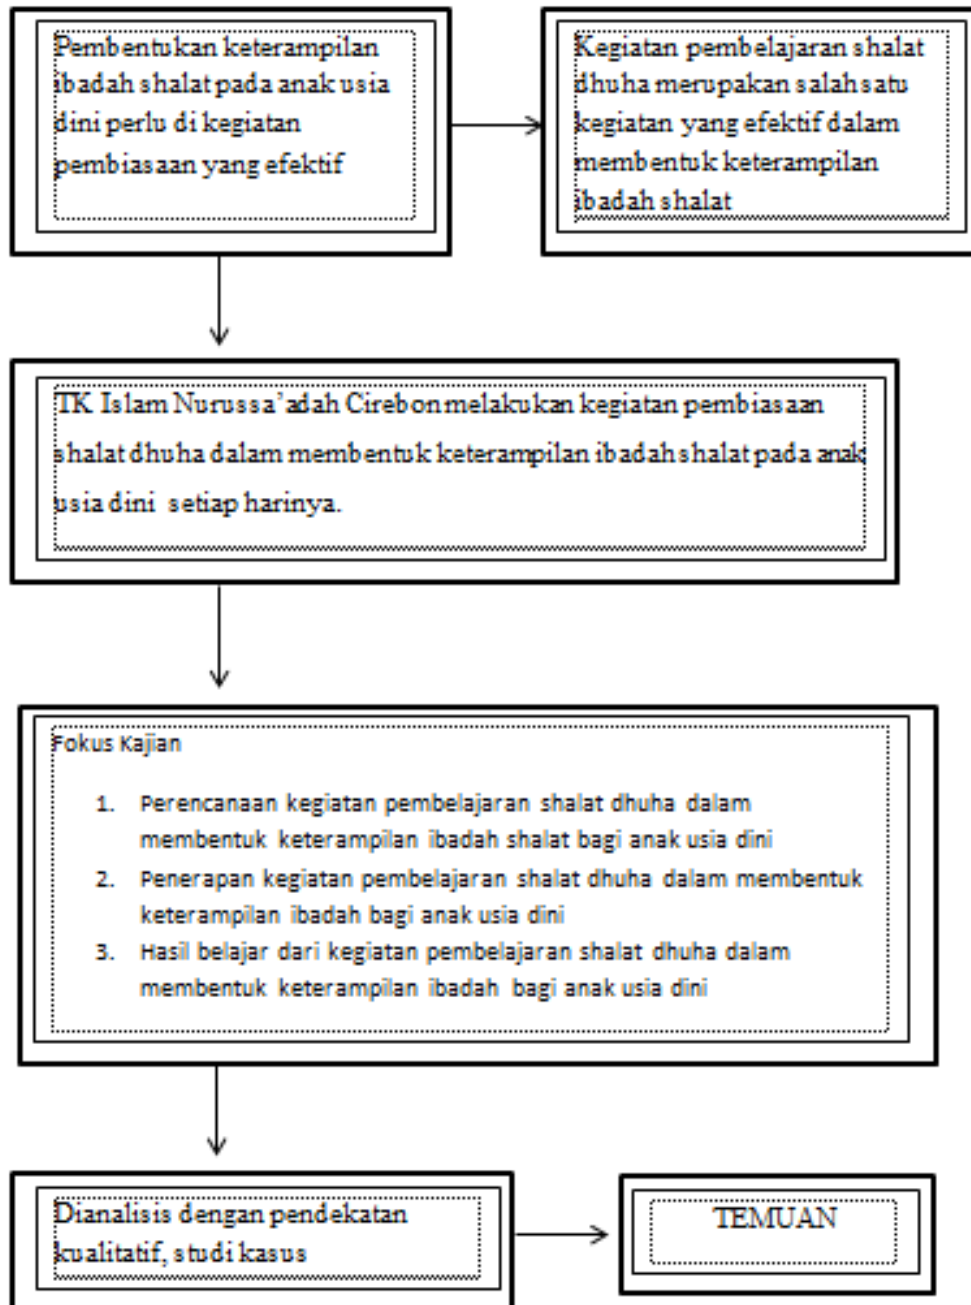 Pembentukan keterampilan
ibadah shalat pada anak usia
dini perlu di kegiatan
pembiasaan yang efektif
Kegiatan pembelajaran shalat
dhuha merupakan salah satu
kegiatan yang efektif dalam
membentuk keterampilan
ibadah shalat
TK Islam Nurussa’adah Cirebon melakukan kegiatan pembiasaan
shalat dhuha dalam membentuk keterampilan ibadah shalat pada anak
usia dini setiap harinya.
Fokus Kajian
1. Perencanaan kegiatan pembelajaran shalat dhuha dalam
membentuk keterampilan ibadah shalat bagi anak usia dini
2. Penerapan kegiatan pembelajaran shalat dhuha dalam membentuk
keterampilan ibadah bagi anak usia dini
3. Hasil belajar dari kegiatan pembelajaran shalat dhuha dalam
membentuk keterampilan ibadah bagi anak usia dini
Dianalisis dengan pendekatan
kualitatif, studi kasus
TEMUAN